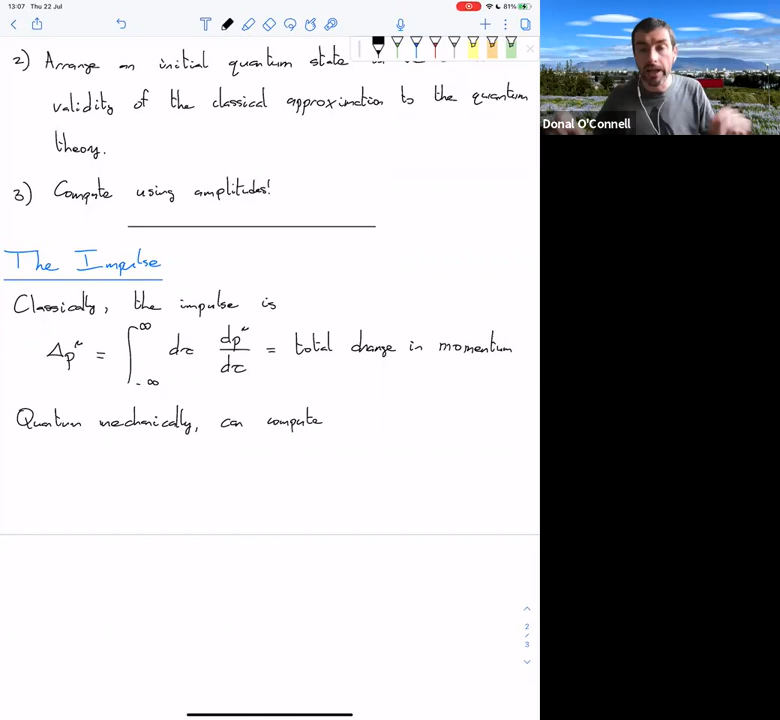 13:07 Thu 22 Jul
81%
2) Arrange an initial quantum state
validity of the classical approximation to the quantum
theory.
3) Compute using amplitudes!
The Impulse
Classically, the impulse is
Δp^μ = ∫_{-∞}^{∞} dτ dp^μ/dτ = total change in momentum
Quantum mechanically, can compute
Donal O'Connell
2
/
3